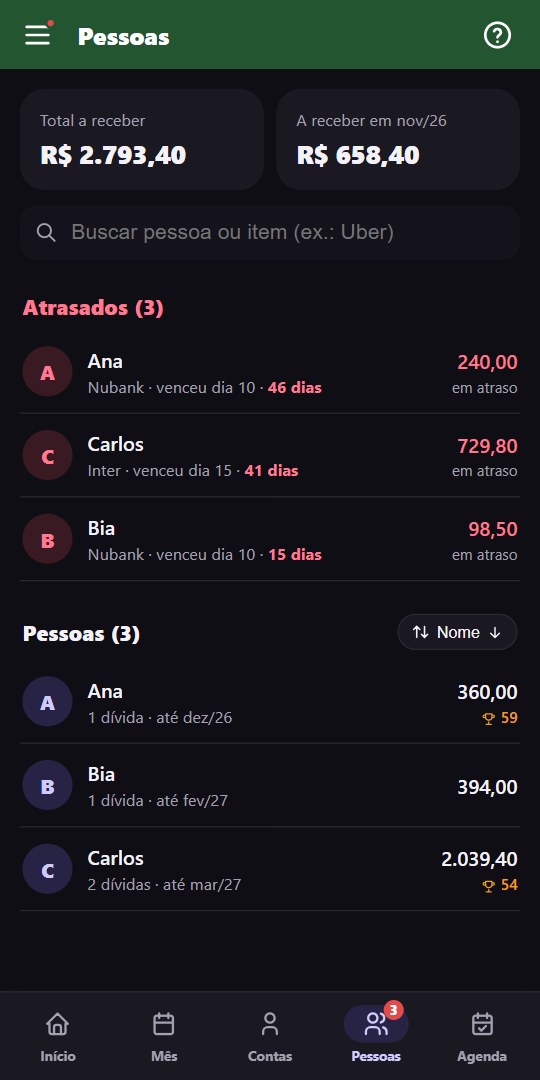 Pessoas
Total a receber
R$ 2.793,40
A receber em nov/26
R$ 658,40
Buscar pessoa ou item (ex.: Uber)
Atrasados (3)
A
Ana
240,00
Nubank · venceu dia 10 · 46 dias
em atraso
C
Carlos
729,80
Inter · venceu dia 15 · 41 dias
em atraso
B
Bia
98,50
Nubank · venceu dia 10 · 15 dias
em atraso
Pessoas (3)
Nome
A
Ana
360,00
1 dívida · até dez/26
59
B
Bia
394,00
1 dívida · até fev/27
C
Carlos
2.039,40
2 dívidas · até mar/27
54
3
Início
Mês
Contas
Pessoas
Agenda